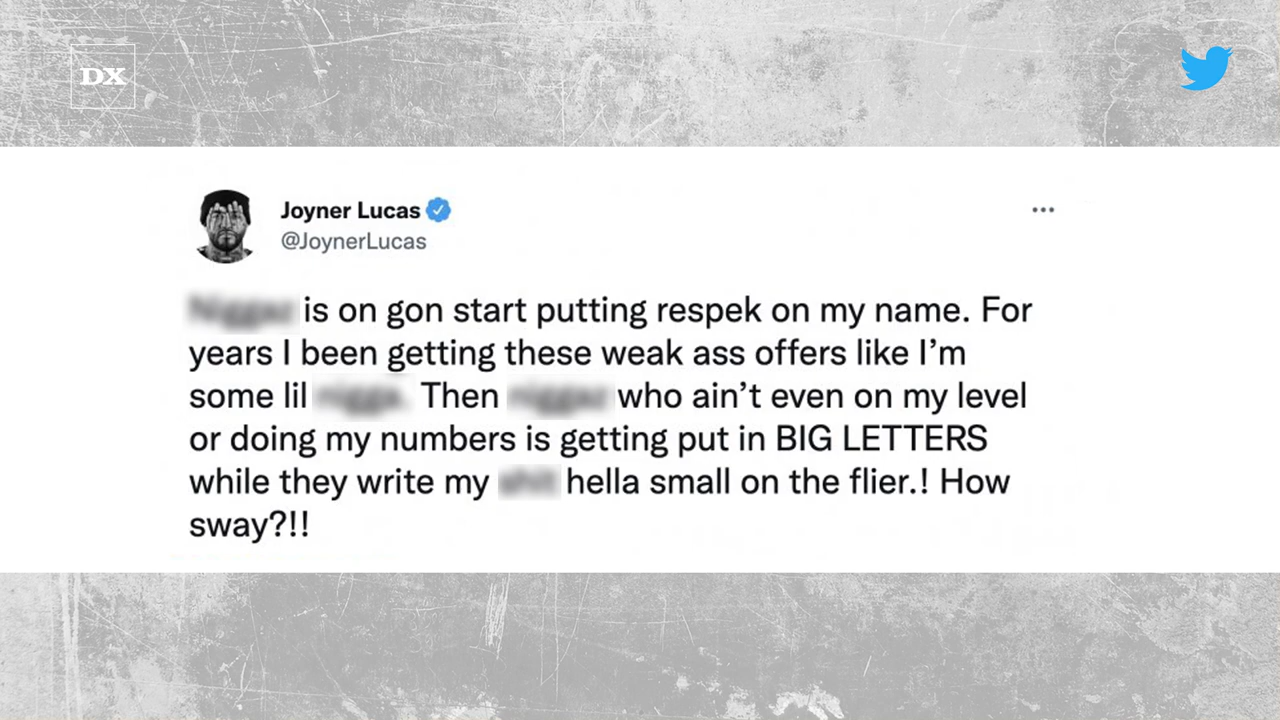 DX
Joyner Lucas
@JoynerLucas
is on gon start putting respek on my name. For
years I been getting these weak ass offers like I’m
some lil Then who ain’t even on my level
or doing my numbers is getting put in BIG LETTERS
while they write my hella small on the flier.! How
sway?!!